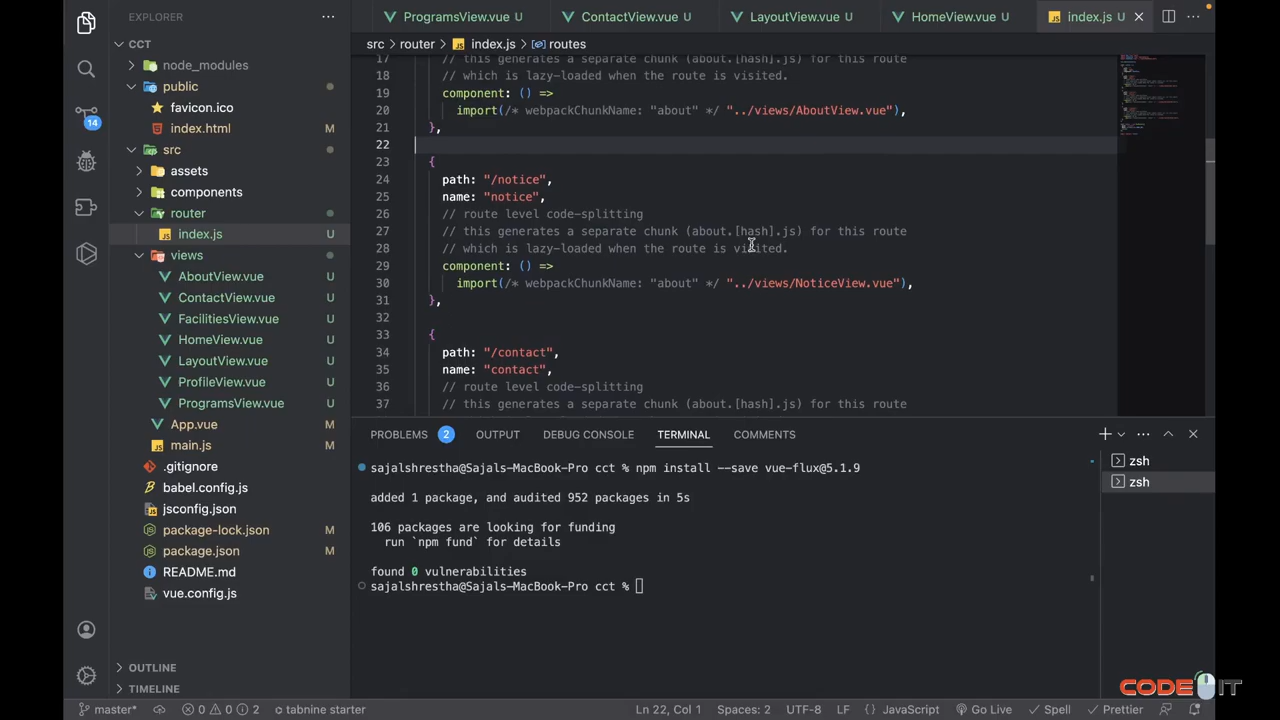 EXPLORER
CCT
node_modules
public
favicon.ico
index.html M
src
assets
components
router
index.js U
views
AboutView.vue U
ContactView.vue U
FacilitiesView.vue U
HomeView.vue U
LayoutView.vue U
ProfileView.vue U
ProgramsView.vue U
App.vue M
main.js M
.gitignore
babel.config.js
jsconfig.json
package-lock.json M
package.json M
README.md
vue.config.js
OUTLINE
TIMELINE
14
ProgramsView.vue U ContactView.vue U LayoutView.vue U HomeView.vue U JS index.js U
src > router > JS index.js > routes
17 // this generates a separate chunk (about.[hash].js) for this route
18 // which is lazy-loaded when the route is visited.
19 component: () =>
20 import(/* webpackChunkName: "about" */ "../views/AboutView.vue"),
21 },
22
23 {
24 path: "/notice",
25 name: "notice",
26 // route level code-splitting
27 // this generates a separate chunk (about.[hash].js) for this route
28 // which is lazy-loaded when the route is visited.
29 component: () =>
30 import(/* webpackChunkName: "about" */ "../views/NoticeView.vue"),
31 },
32
33 {
34 path: "/contact",
35 name: "contact",
36 // route level code-splitting
37 // this generates a separate chunk (about.[hash].js) for this route
PROBLEMS 2 OUTPUT DEBUG CONSOLE TERMINAL COMMENTS
sajalshrestha@Sajals-MacBook-Pro cct % npm install --save vue-flux@5.1.9
added 1 package, and audited 952 packages in 5s
106 packages are looking for funding
run `npm fund` for details
found 0 vulnerabilities
sajalshrestha@Sajals-MacBook-Pro cct %
zsh
zsh
CODE IT
master* 0 0 2 tabnine starter Ln 22, Col 1 Spaces: 2 UTF-8 LF { } JavaScript Go Live Spell Prettier